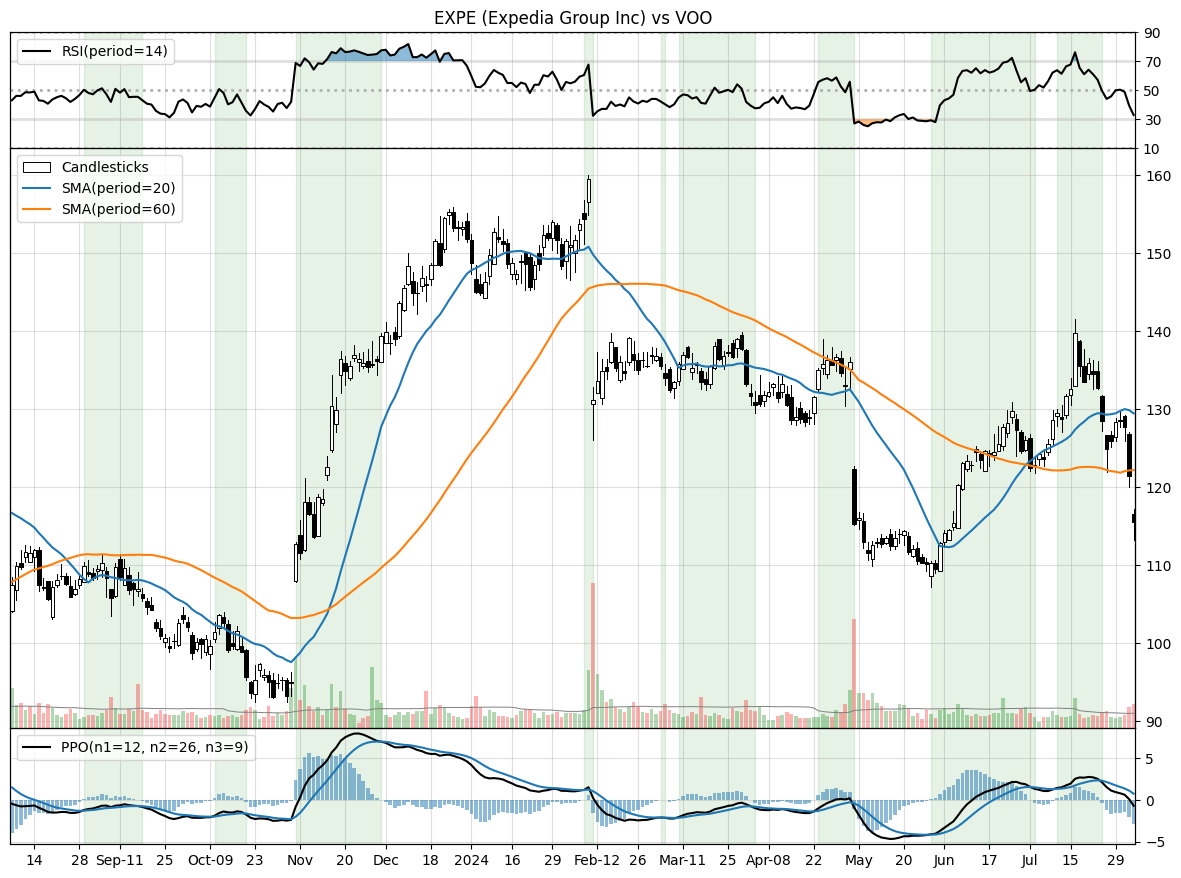 EXPE (Expedia Group Inc) vs VOO
RSI(period=14)
90
70
50
30
10
Candlesticks
SMA(period=20)
SMA(period=60)
160
150
140
130
120
110
100
90
PPO(n1=12, n2=26, n3=9)
5
0
−5
14 28 Sep-11 25 Oct-09 23 Nov 20 Dec 18 2024 16 29 Feb-12 26 Mar-11 25 Apr-08 22 May 20 Jun 17 Jul 15 29